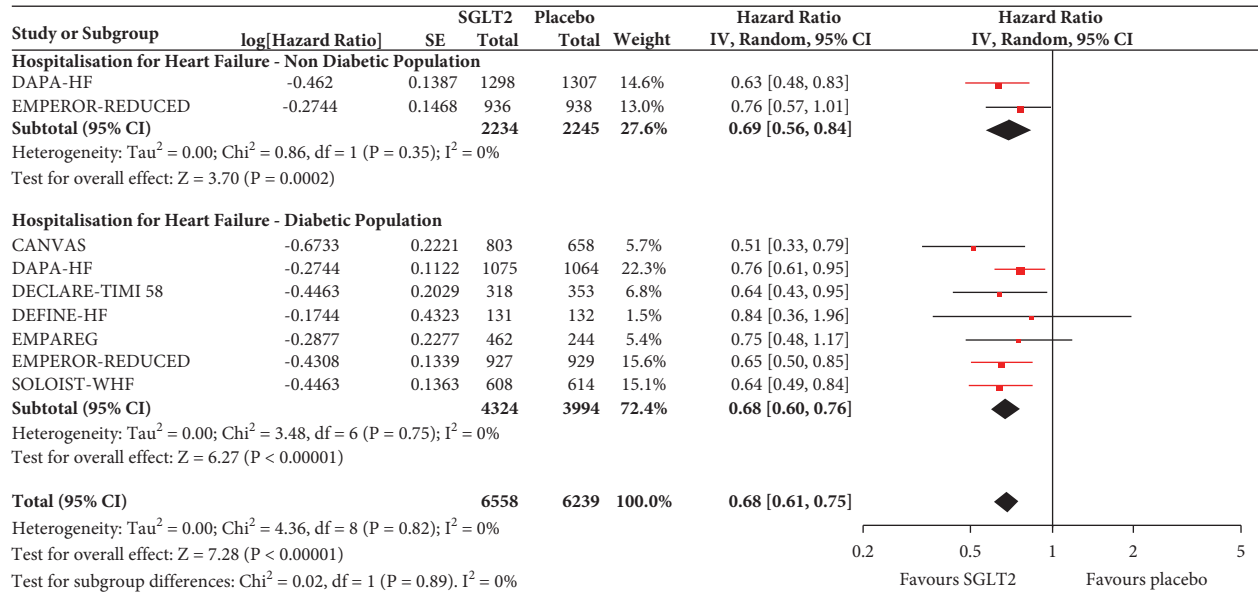 SGLT2 Placebo Hazard Ratio Hazard Ratio
Study or Subgroup log[Hazard Ratio] SE Total Total Weight IV, Random, 95% CI IV, Random, 95% CI
Hospitalisation for Heart Failure - Non Diabetic Population
DAPA-HF -0.462 0.1387 1298 1307 14.6% 0.63 [0.48, 0.83]
EMPEROR-REDUCED -0.2744 0.1468 936 938 13.0% 0.76 [0.57, 1.01]
Subtotal (95% CI) 2234 2245 27.6% 0.69 [0.56, 0.84]
Heterogeneity: Tau² = 0.00; Chi² = 0.86, df = 1 (P = 0.35); I² = 0%
Test for overall effect: Z = 3.70 (P = 0.0002)
Hospitalisation for Heart Failure - Diabetic Population
CANVAS -0.6733 0.2221 803 658 5.7% 0.51 [0.33, 0.79]
DAPA-HF -0.2744 0.1122 1075 1064 22.3% 0.76 [0.61, 0.95]
DECLARE-TIMI 58 -0.4463 0.2029 318 353 6.8% 0.64 [0.43, 0.95]
DEFINE-HF -0.1744 0.4323 131 132 1.5% 0.84 [0.36, 1.96]
EMPAREG -0.2877 0.2277 462 244 5.4% 0.75 [0.48, 1.17]
EMPEROR-REDUCED -0.4308 0.1339 927 929 15.6% 0.65 [0.50, 0.85]
SOLOIST-WHF -0.4463 0.1363 608 614 15.1% 0.64 [0.49, 0.84]
Subtotal (95% CI) 4324 3994 72.4% 0.68 [0.60, 0.76]
Heterogeneity: Tau² = 0.00; Chi² = 3.48, df = 6 (P = 0.75); I² = 0%
Test for overall effect: Z = 6.27 (P < 0.00001)
Total (95% CI) 6558 6239 100.0% 0.68 [0.61, 0.75]
Heterogeneity: Tau² = 0.00; Chi² = 4.36, df = 8 (P = 0.82); I² = 0%
Test for overall effect: Z = 7.28 (P < 0.00001)
Test for subgroup differences: Chi² = 0.02, df = 1 (P = 0.89). I² = 0%
0.2 0.5 1 2 5
Favours SGLT2 Favours placebo